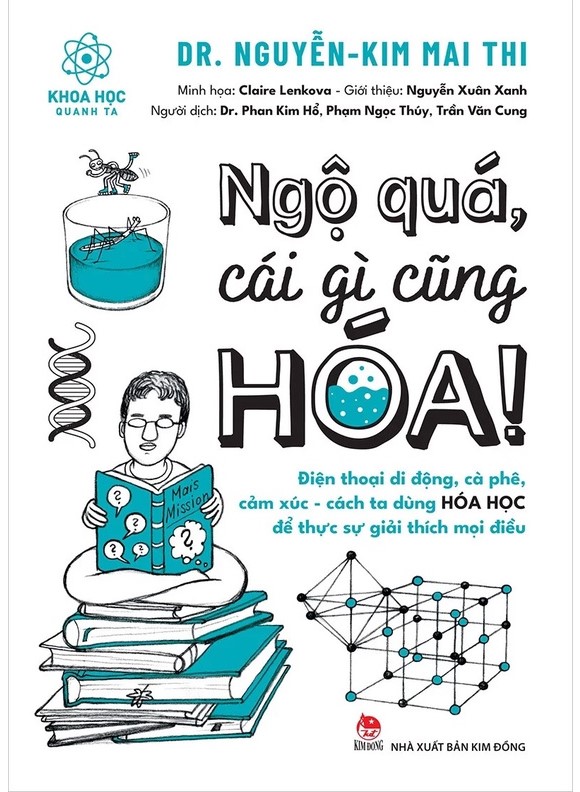 KHOA HỌC
QUANH TA
DR. NGUYỄN-KIM MAI THI
Minh họa: Claire Lenkova - Giới thiệu: Nguyễn Xuân Xanh
Người dịch: Dr. Phan Kim Hổ, Phạm Ngọc Thúy, Trần Văn Cung
Ngộ quá,
cái gì cũng
HÓA!
Điện thoại di động, cà phê,
cảm xúc - cách ta dùng HÓA HỌC
để thực sự giải thích mọi điều
?
?
?
?
Mais
Mission
?
KIM ĐỒNG
NHÀ XUẤT BẢN KIM ĐỒNG